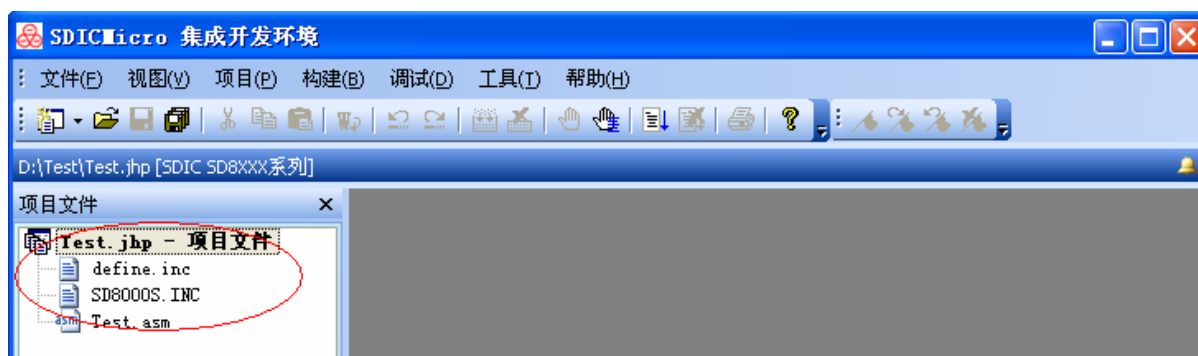 SDICMicro 集成开发环境
文件(F) 视图(V) 项目(P) 构建(B) 调试(D) 工具(T) 帮助(H)
D:\Test\Test.jhp [SDIC SD8XXX系列]
项目文件
Test.jhp - 项目文件
define.inc
SD8000S.INC
asm Test.asm